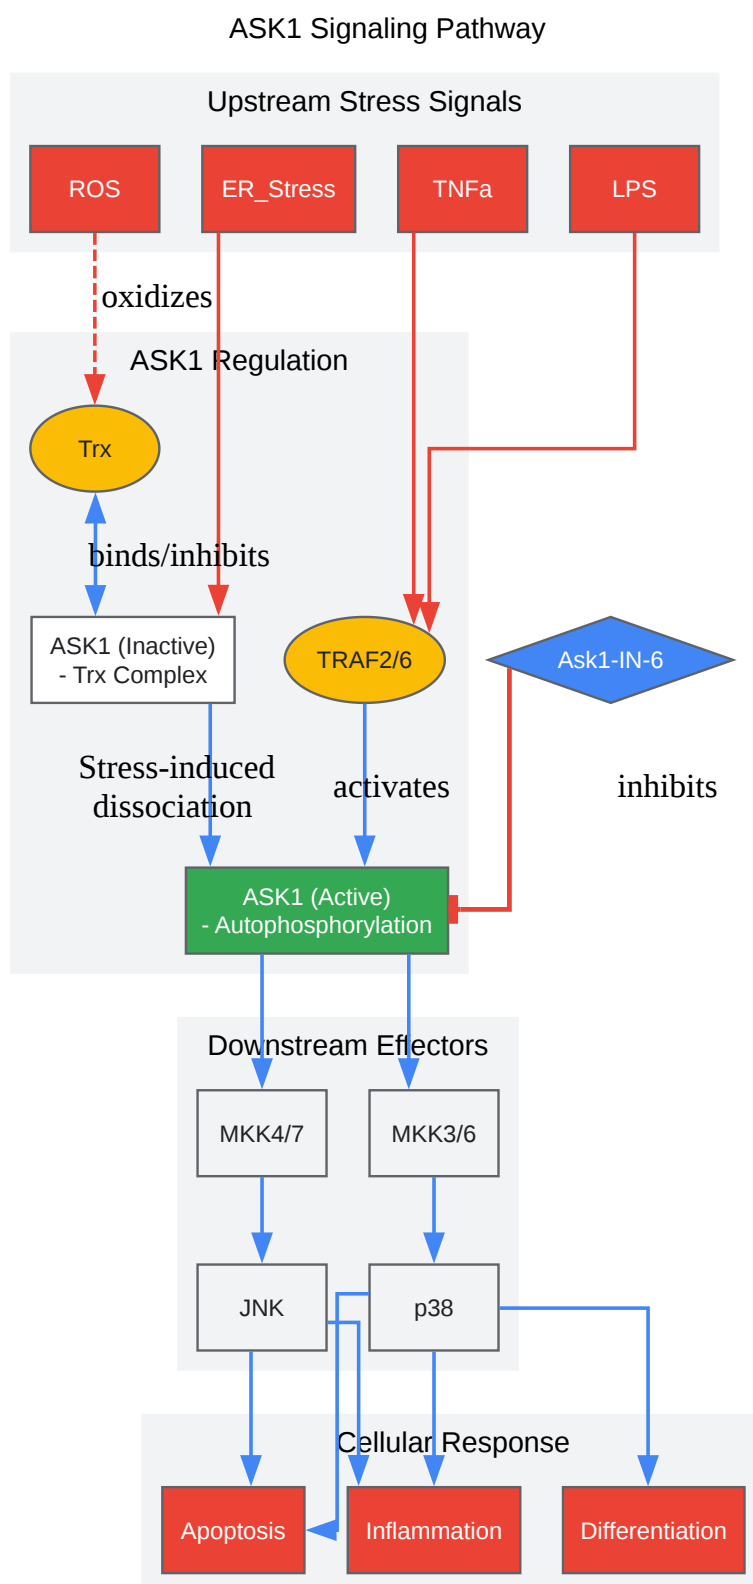 ASK1 Signaling Pathway
Upstream Stress Signals
ROS
ER_Stress
TNFa
LPS
oxidizes
ASK1 Regulation
Trx
binds/inhibits
ASK1 (Inactive)
- Trx Complex
TRAF2/6
Ask1-IN-6
Stress-induced
dissociation
activates
inhibits
ASK1 (Active)
- Autophosphorylation
Downstream Effectors
MKK4/7
MKK3/6
JNK
p38
Cellular Response
Apoptosis
Inflammation
Differentiation